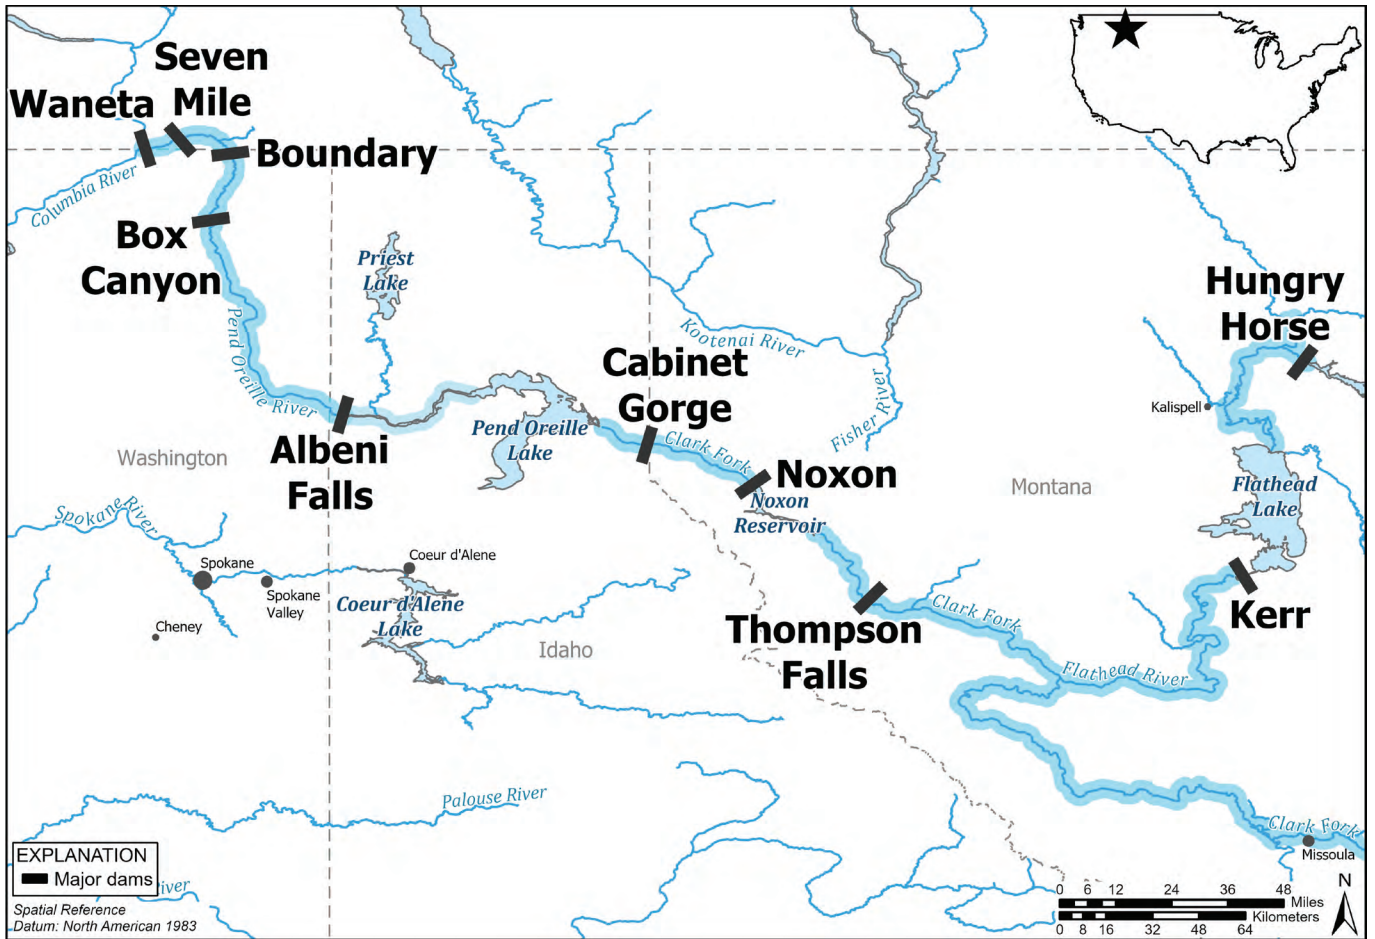 Seven
Mile
Waneta
Boundary
Columbia River
Box
Canyon
Priest
Lake
Hungry
Horse
Pend Oreille River
Kootenai River
Cabinet
Gorge
Fisher River
Kalispell
Pend Oreille
Lake
Clark Fork
Albeni
Falls
Washington
Noxon
Noxon
Reservoir
Montana
Flathead
Lake
Spokane River
Spokane
Coeur d'Alene
Spokane
Valley
Coeur d'Alene
Lake
Cheney
Idaho
Thompson
Falls
Clark Fork
Kerr
Flathead River
Palouse River
Clark Fork
Missoula
EXPLANATION
Major dams
River
Spatial Reference
Datum: North American 1983
N
0 6 12 24 36 48
Miles
Kilometers
0 8 16 32 48 64